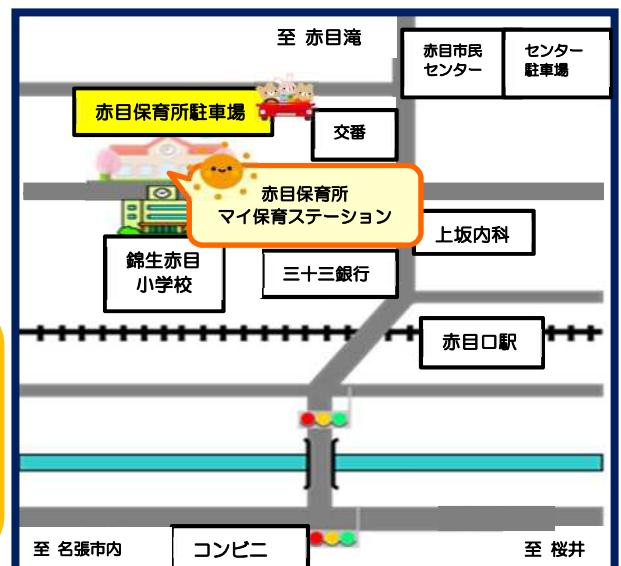 至 赤目滝
赤目市民
センター
センター
駐車場
赤目保育所駐車場
交番
赤目保育所
マイ保育ステーション
上坂内科
錦生赤目
小学校
三十三銀行
赤目口駅
至 名張市内
コンビニ
至 桜井